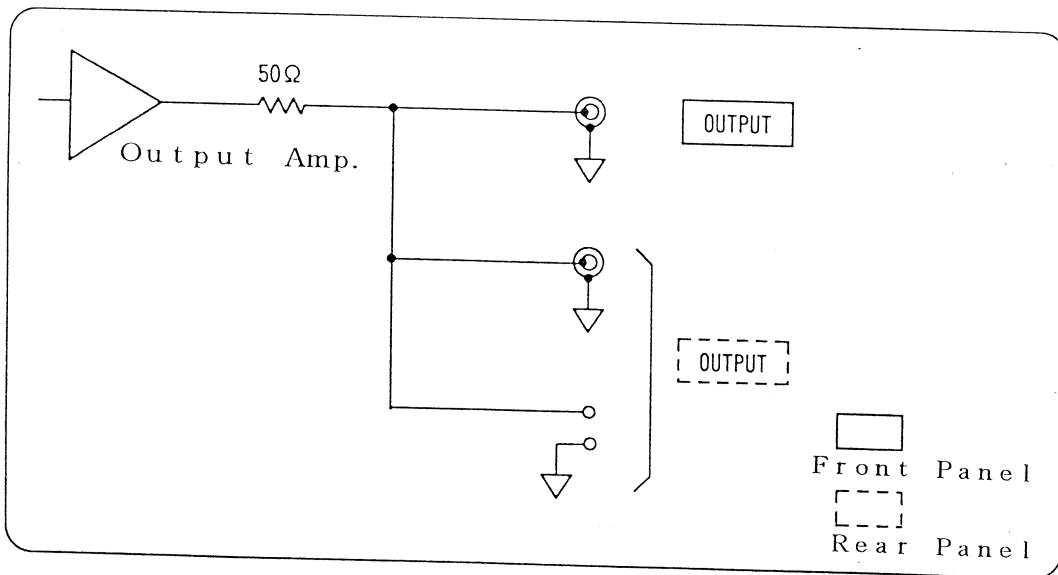 50Ω
Output Amp.
OUTPUT
OUTPUT
Front Panel
Rear Panel